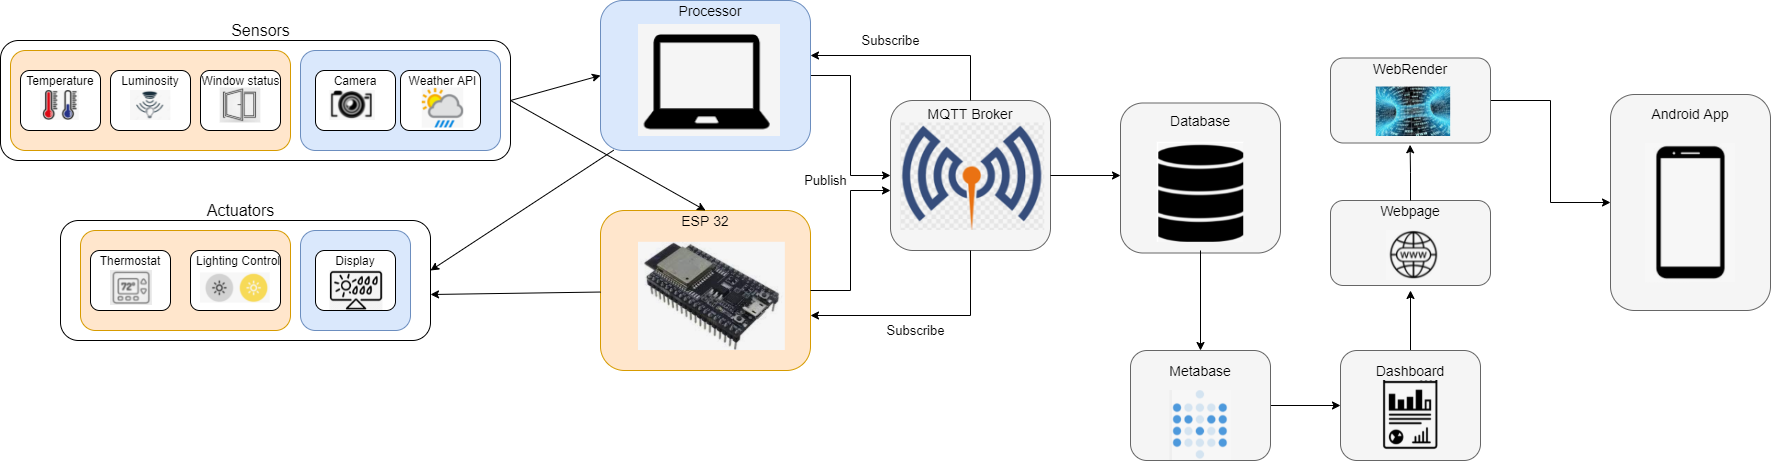 Sensors
Temperature
Luminosity
Window status
Camera
Weather API
Actuators
Thermostat
72°
Lighting Control
Display
Processor
ESP 32
Subscribe
Publish
Subscribe
MQTT Broker
Database
Metabase
Dashboard
Webpage
WWW
WebRender
Android App